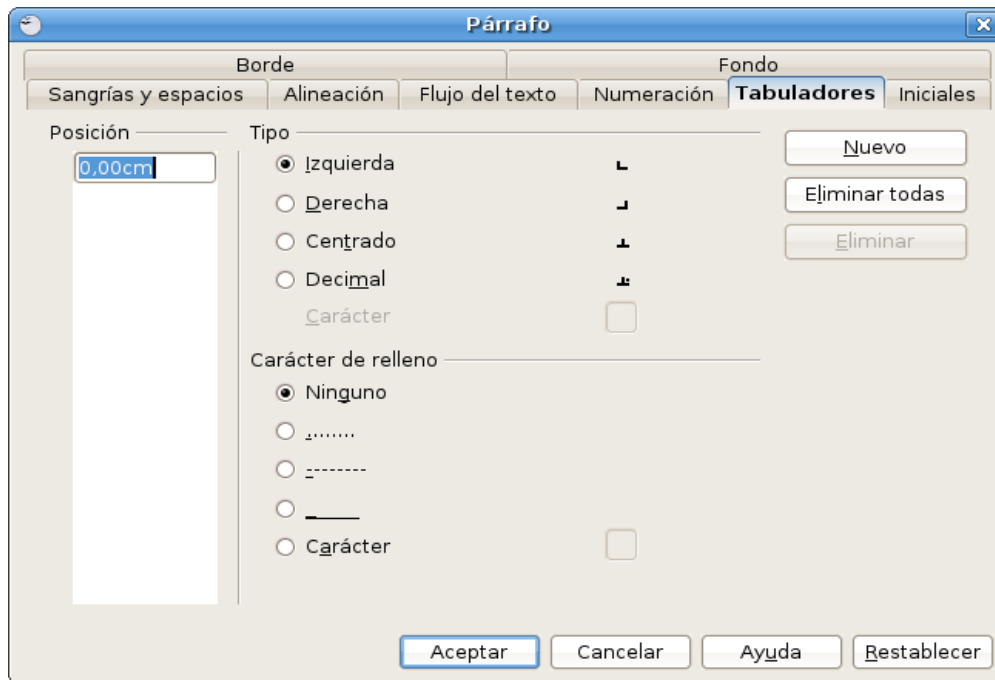 Párrafo
Borde Fondo
Sangrías y espacios Alineación Flujo del texto Numeración Tabuladores Iniciales
Posición Tipo
0,00cm
Izquierda
Derecha
Centrado
Decimal
Carácter
Nuevo
Eliminar todas
Eliminar
Carácter de relleno
Ninguno
........
--------
______
Carácter
Aceptar Cancelar Ayuda Restablecer